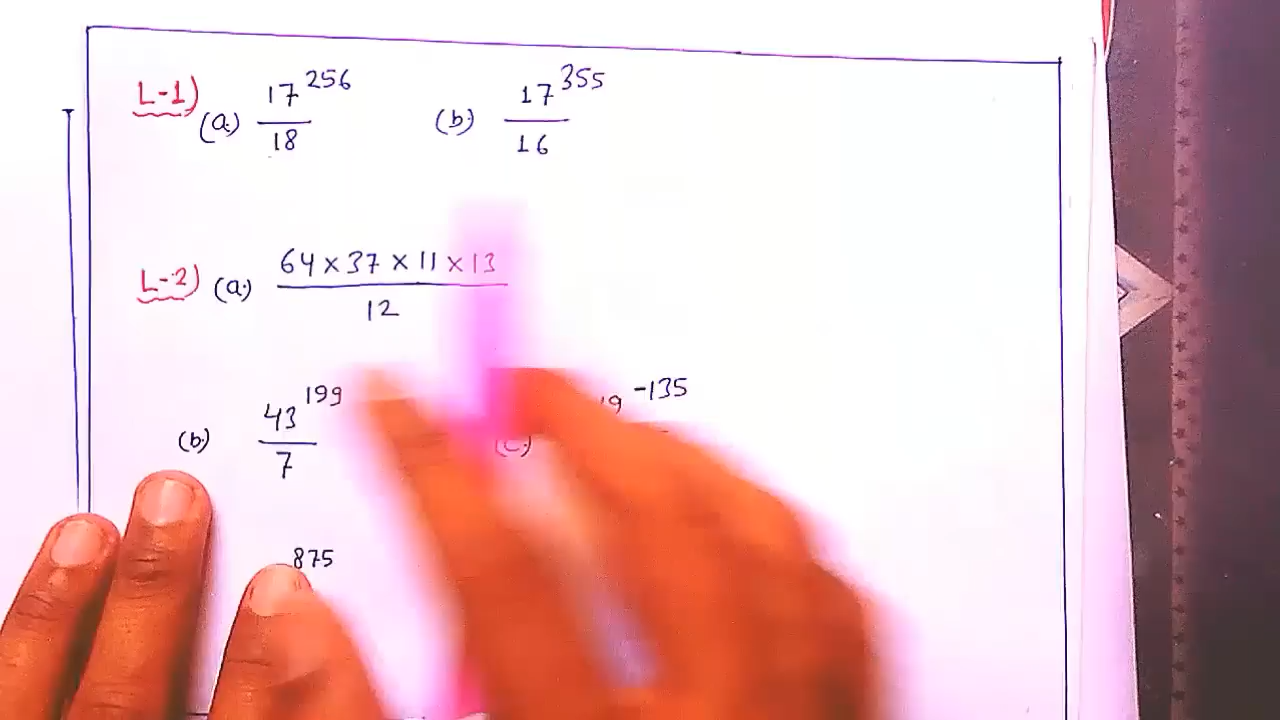 L-1) (a) 17^256 / 18 (b) 17^355 / 16
L-2) (a) 64 × 37 × 11 × 13 / 12
(b) 43^199 / 7 (c) 9^-135
875